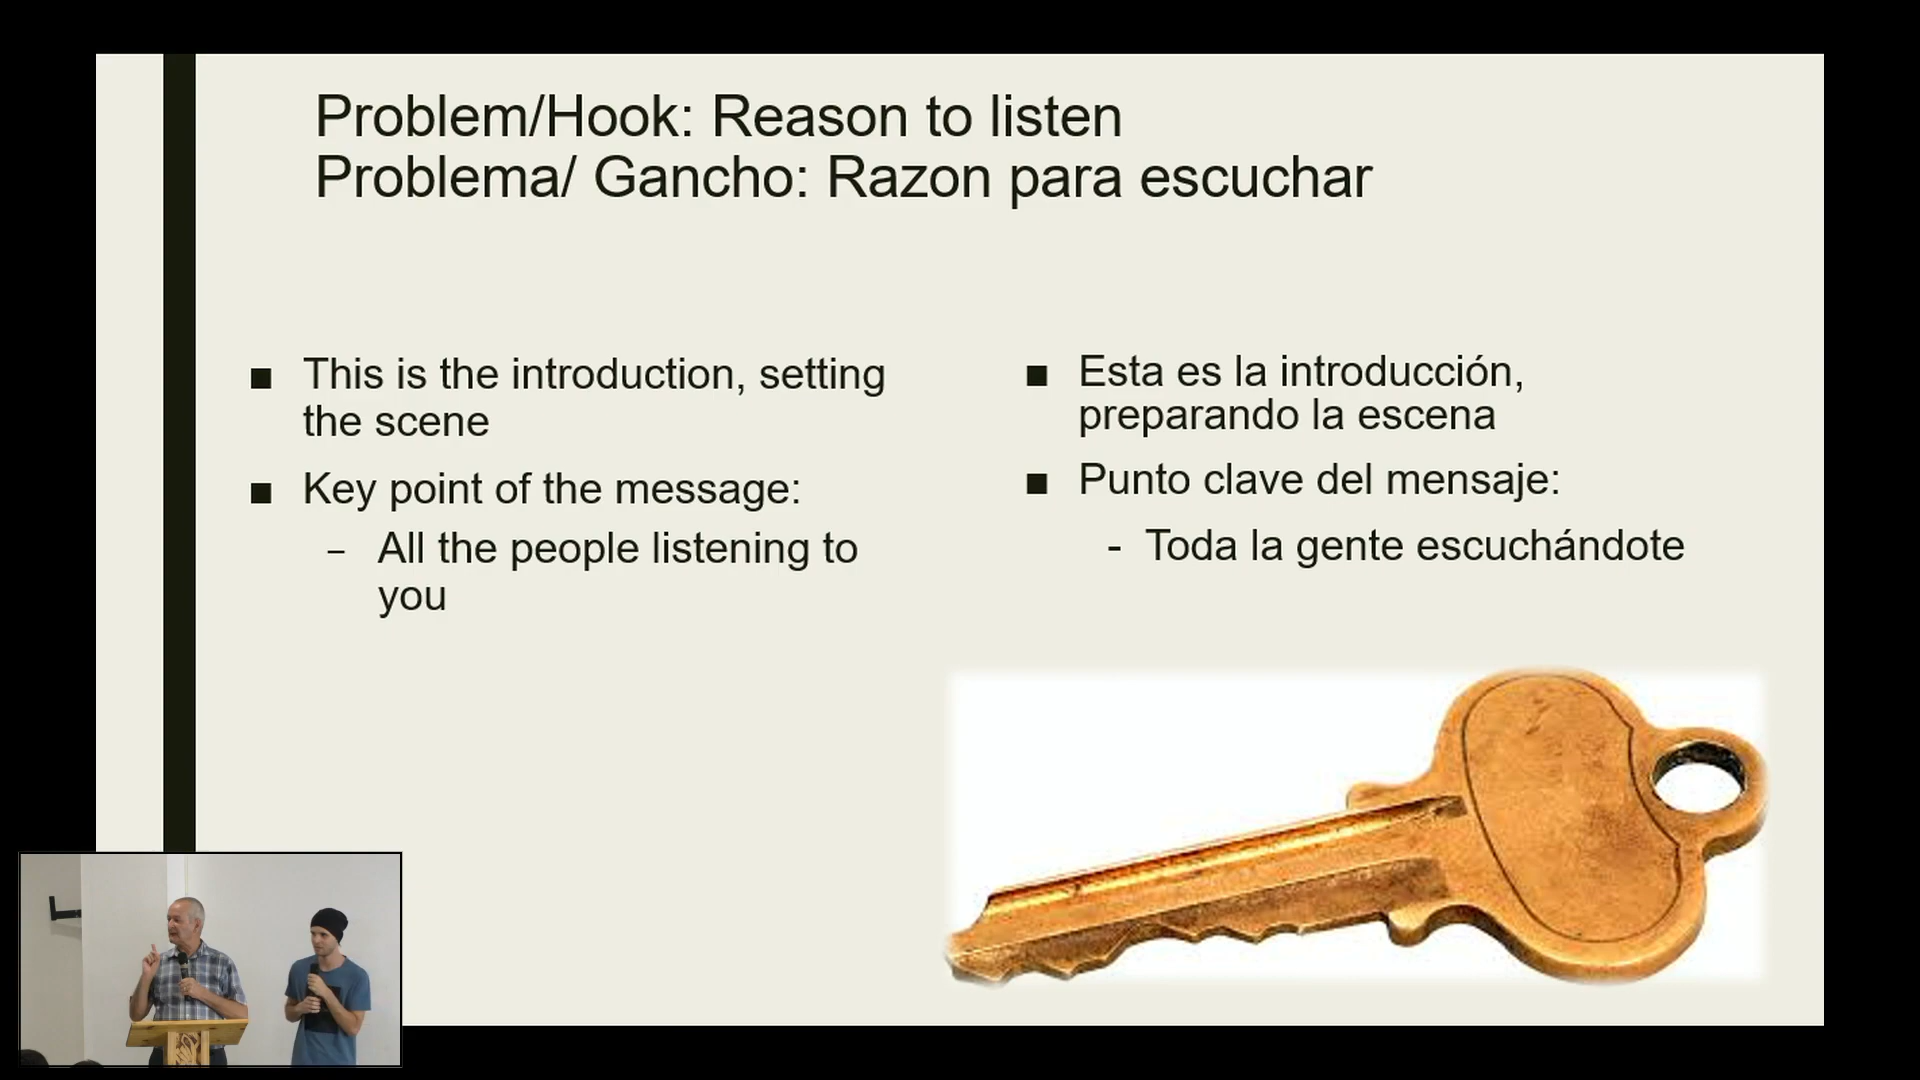 Problem/Hook: Reason to listen
Problema/ Gancho: Razon para escuchar
■ This is the introduction, setting
the scene
■ Key point of the message:
– All the people listening to
you
■ Esta es la introducción,
preparando la escena
■ Punto clave del mensaje:
- Toda la gente escuchándote